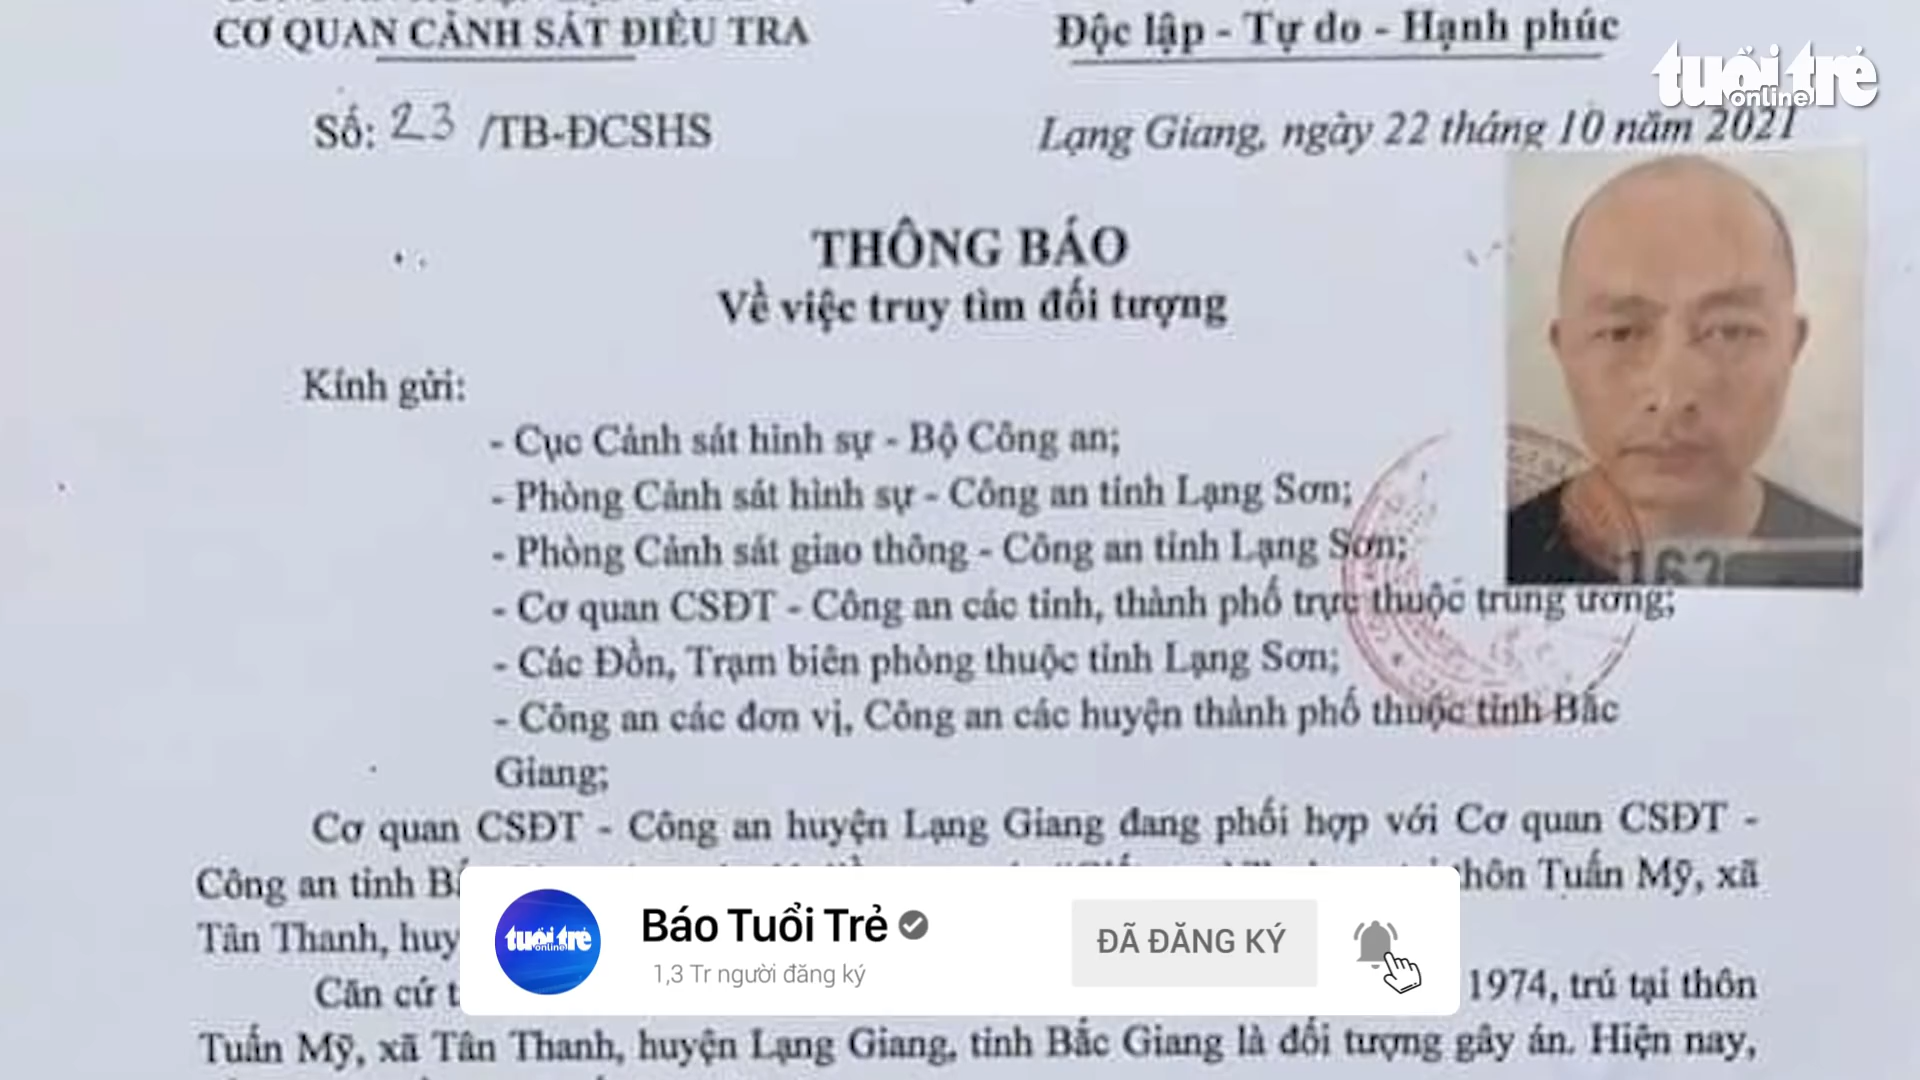 CƠ QUAN CẢNH SÁT ĐIỀU TRA
Độc lập - Tự do - Hạnh phúc
tuổi trẻ
online
Số: 23 /TB-ĐCSHS
Lạng Giang, ngày 22 tháng 10 năm 2021
THÔNG BÁO
Về việc truy tìm đối tượng
Kính gửi:
- Cục Cảnh sát hình sự - Bộ Công an;
- Phòng Cảnh sát hình sự - Công an tỉnh Lạng Sơn;
- Phòng Cảnh sát giao thông - Công an tỉnh Lạng Sơn;
- Cơ quan CSĐT - Công an các tỉnh, thành phố trực thuộc trung ương;
- Các Đồn, Trạm biên phòng thuộc tỉnh Lạng Sơn;
- Công an các đơn vị, Công an các huyện thành phố thuộc tỉnh Bắc
Giang;
163
Cơ quan CSĐT - Công an huyện Lạng Giang đang phối hợp với Cơ quan CSĐT -
Công an tỉnh thôn Tuấn Mỹ, xã
Tân Thanh,
Căn cứ 1974, trú tại thôn
Tuấn Mỹ, xã Tân Thanh, huyện Lạng Giang, tỉnh Bắc Giang là đối tượng gây án. Hiện nay,
tuổi trẻ
online
Báo Tuổi Trẻ
1,3 Tr người đăng ký
ĐÃ ĐĂNG KÝ